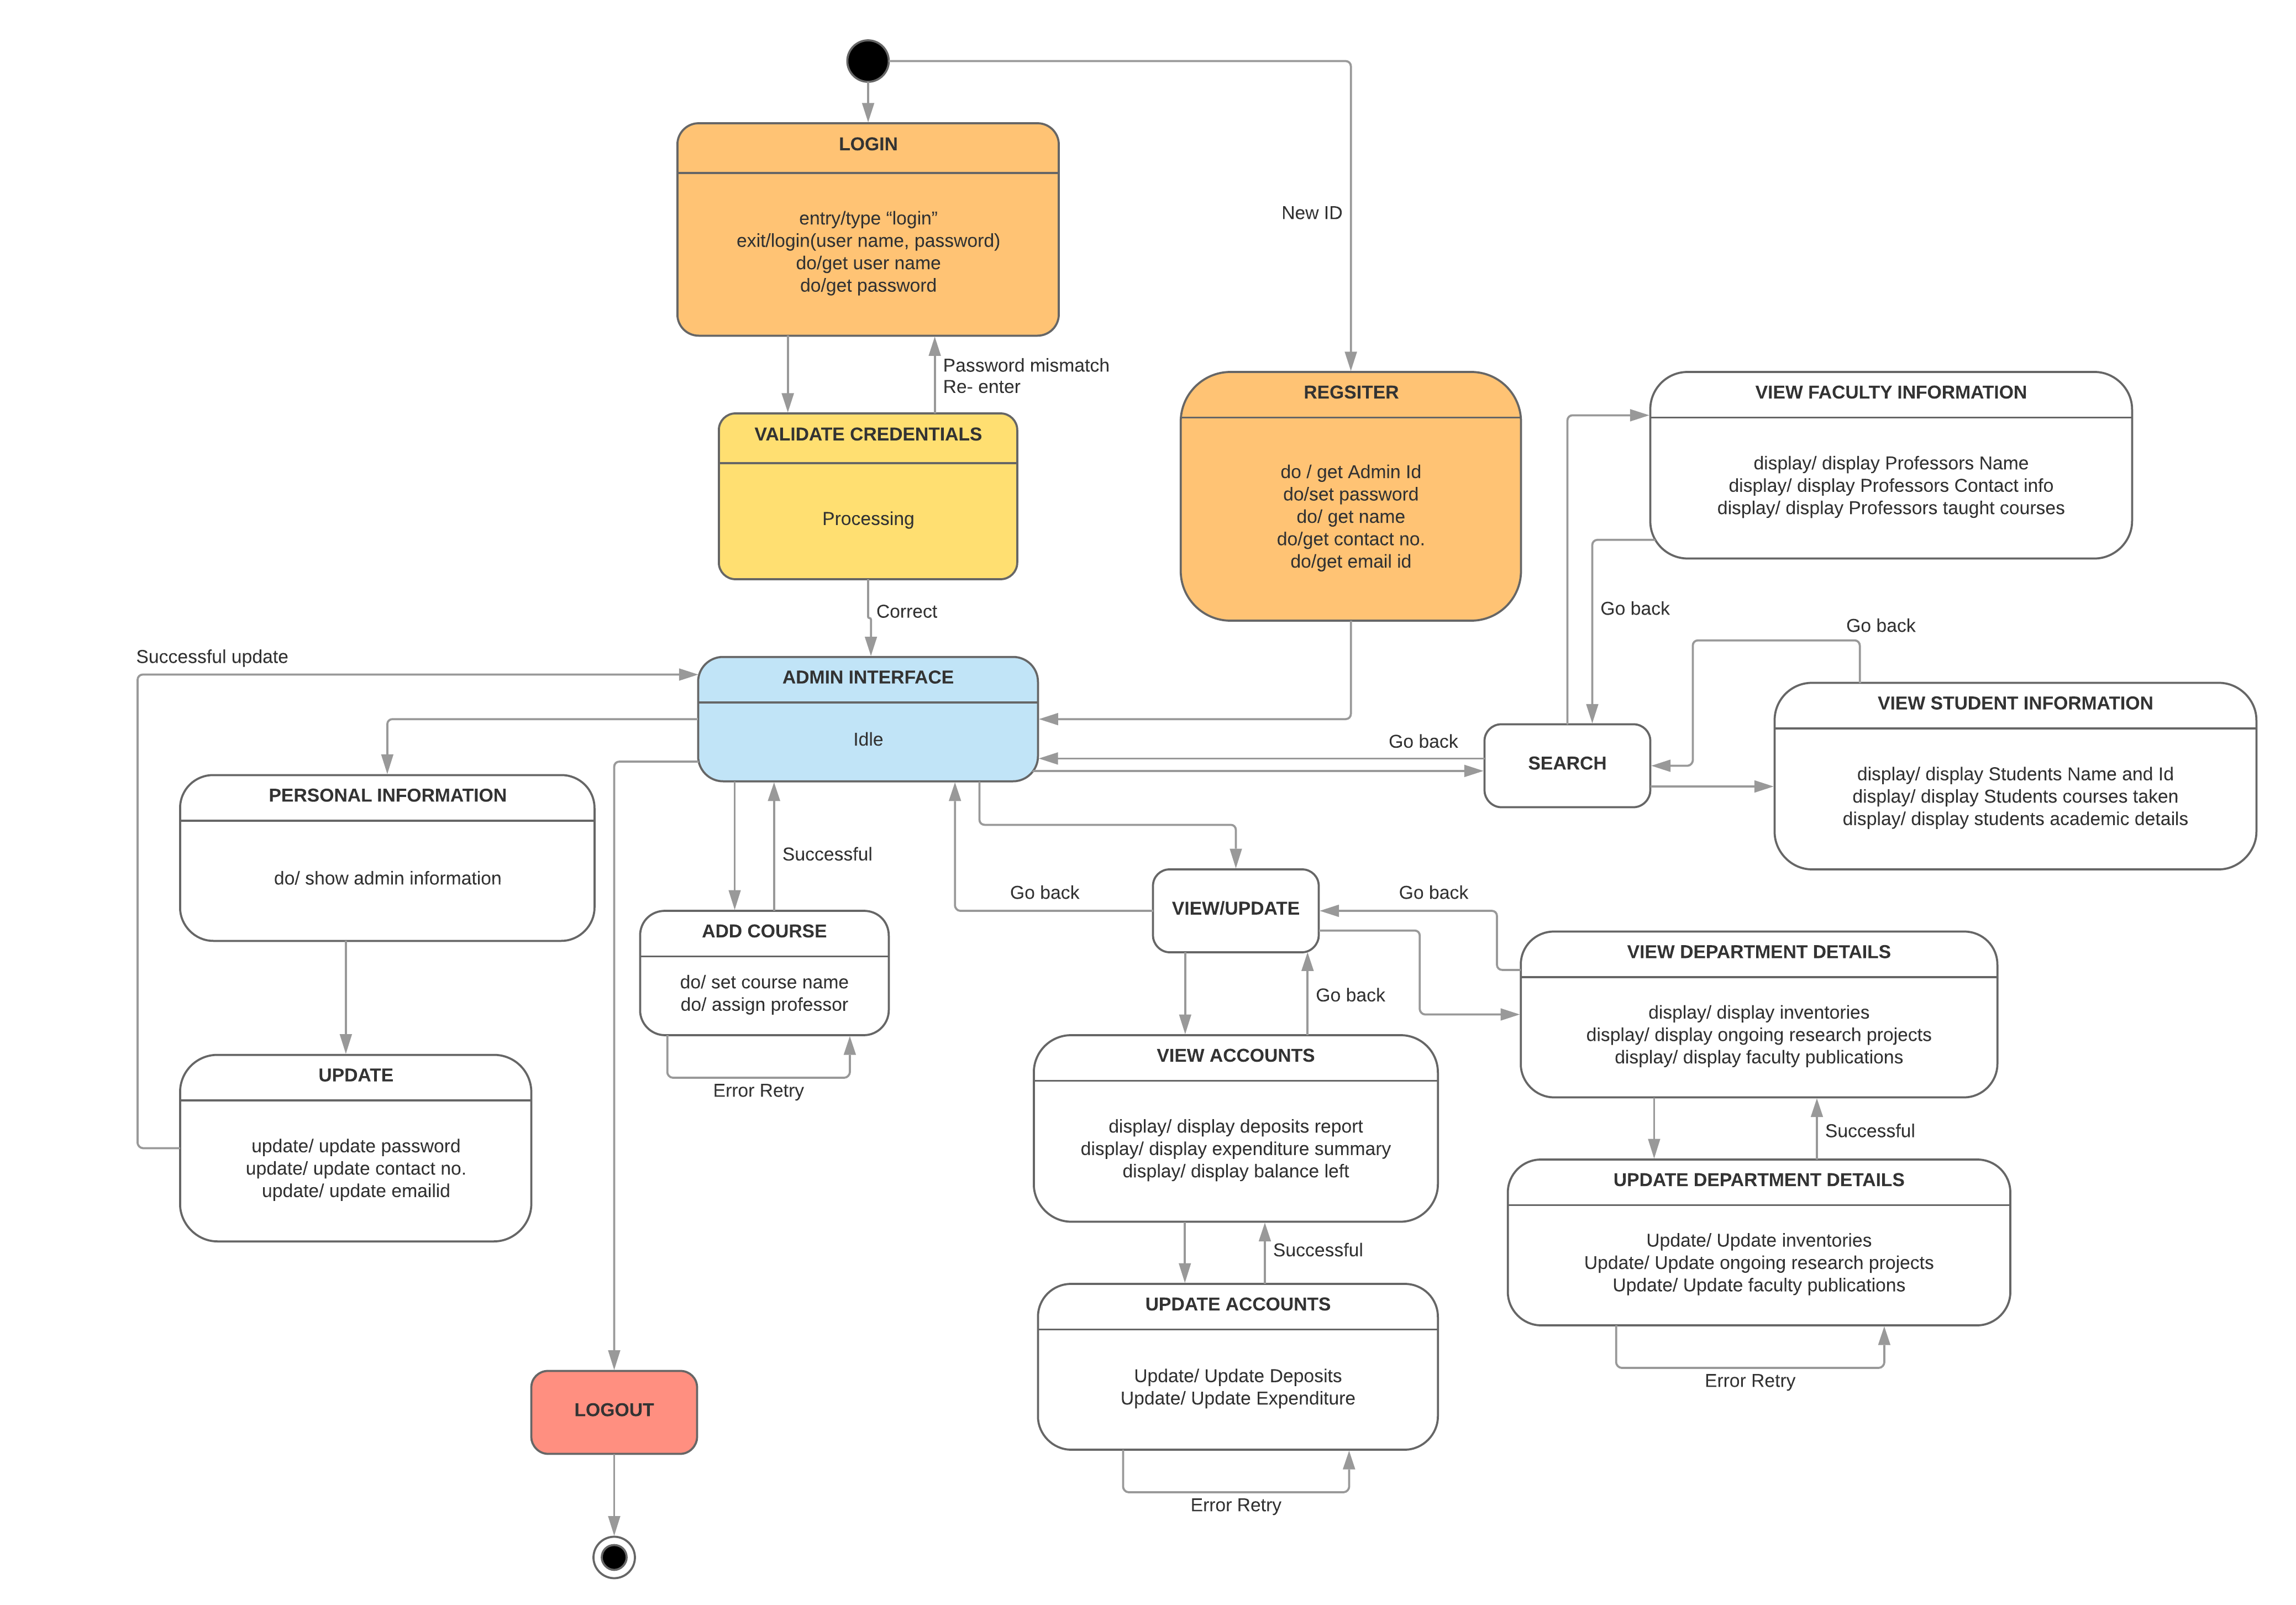 LOGIN
entry/type “login”
exit/login(user name, password)
do/get user name
do/get password
New ID
Password mismatch
Re- enter
VALIDATE CREDENTIALS
Processing
Correct
REGSITER
do / get Admin Id
do/set password
do/ get name
do/get contact no.
do/get email id
VIEW FACULTY INFORMATION
display/ display Professors Name
display/ display Professors Contact info
display/ display Professors taught courses
Go back
Go back
VIEW STUDENT INFORMATION
display/ display Students Name and Id
display/ display Students courses taken
display/ display students academic details
SEARCH
Go back
Successful update
ADMIN INTERFACE
Idle
PERSONAL INFORMATION
do/ show admin information
UPDATE
update/ update password
update/ update contact no.
update/ update emailid
Successful
ADD COURSE
do/ set course name
do/ assign professor
Error Retry
Go back
VIEW/UPDATE
Go back
Go back
VIEW DEPARTMENT DETAILS
display/ display inventories
display/ display ongoing research projects
display/ display faculty publications
Successful
UPDATE DEPARTMENT DETAILS
Update/ Update inventories
Update/ Update ongoing research projects
Update/ Update faculty publications
Error Retry
VIEW ACCOUNTS
display/ display deposits report
display/ display expenditure summary
display/ display balance left
Successful
UPDATE ACCOUNTS
Update/ Update Deposits
Update/ Update Expenditure
Error Retry
LOGOUT